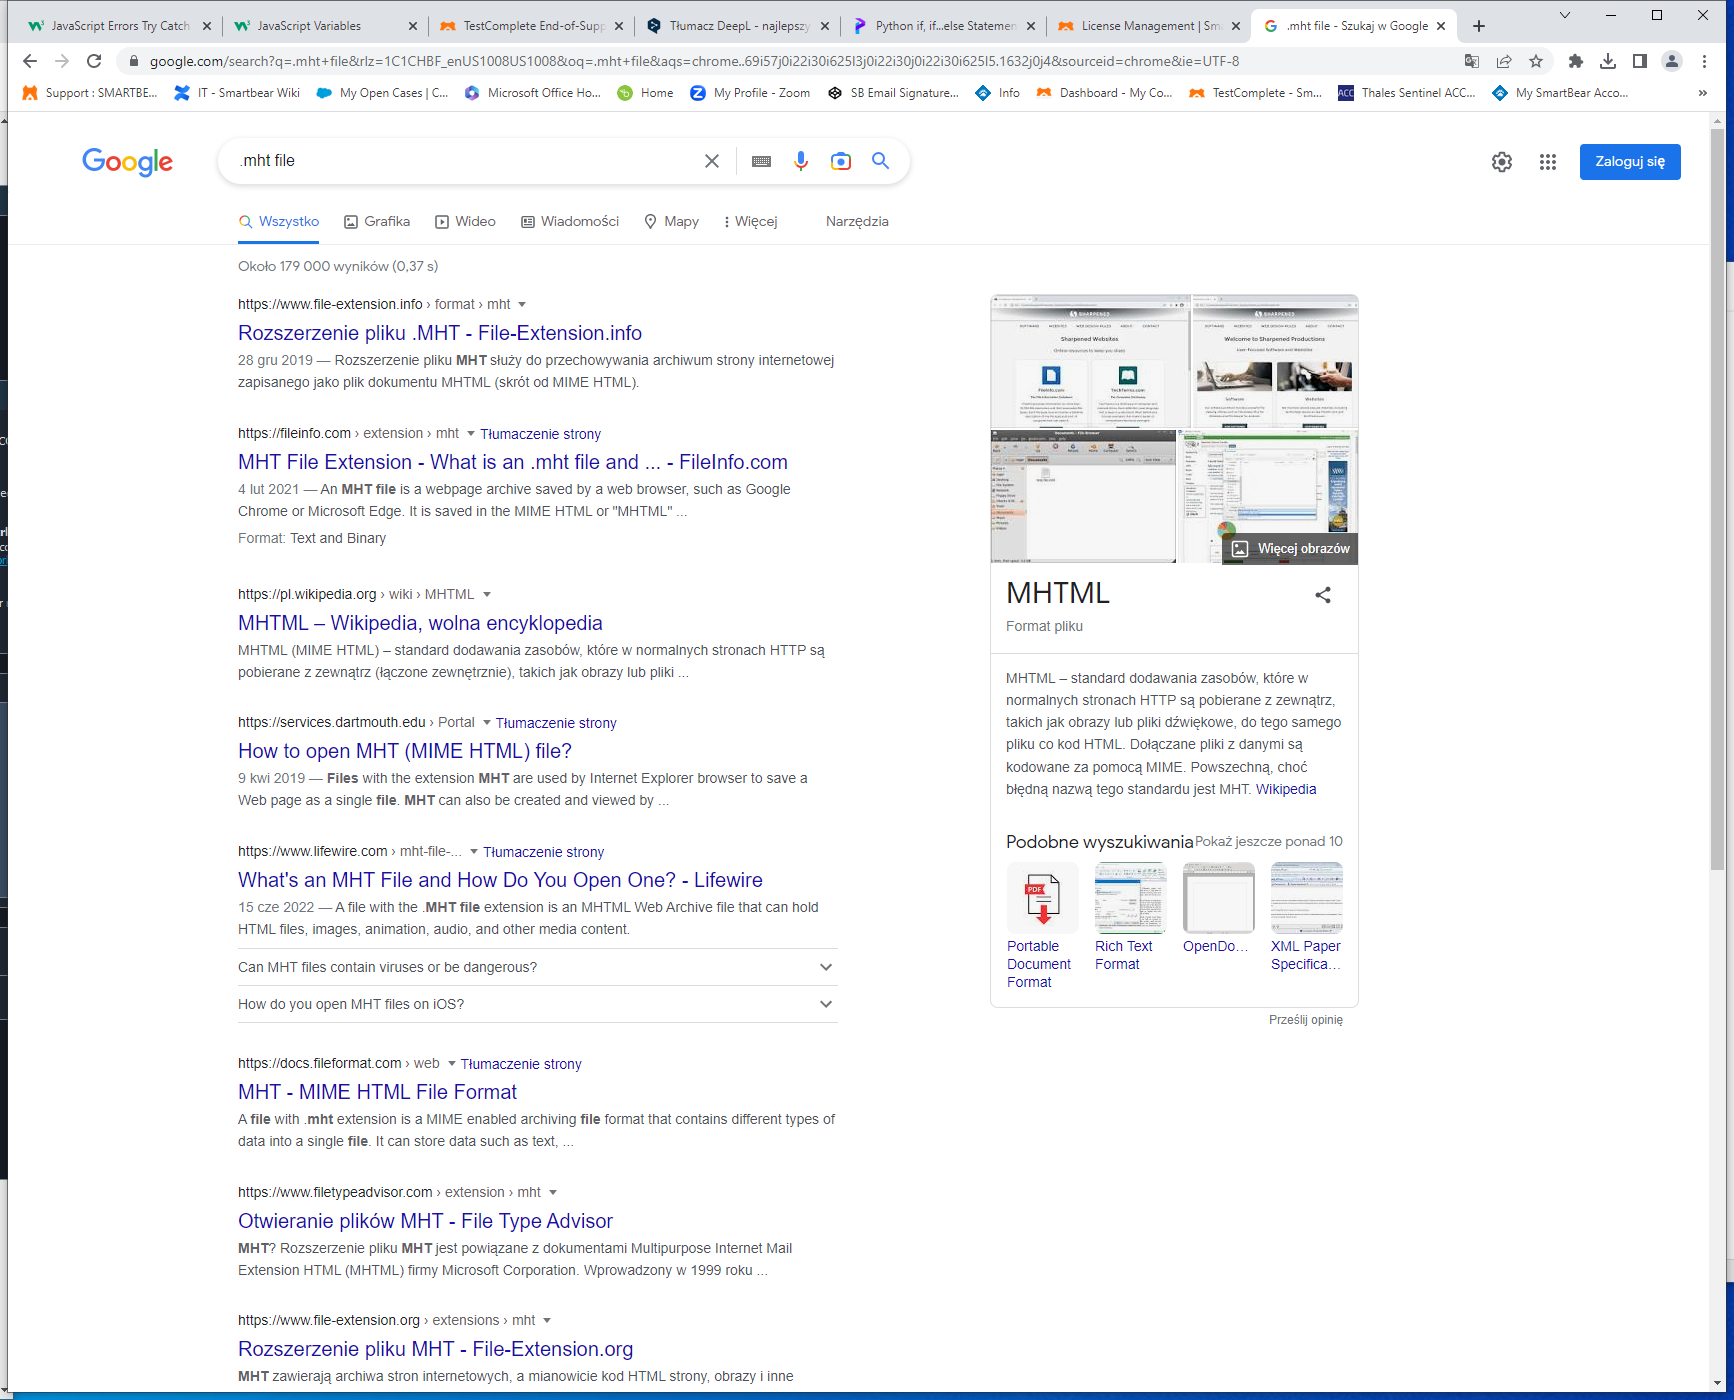 JavaScript Errors Try Catch
JavaScript Variables
TestComplete End-of-Supp
Tłumacz DeepL - najlepszy
Python if, if...else Statemen
License Management | Sma
.mht file - Szukaj w Google
google.com/search?q=.mht+file&rlz=1C1CHBF_enUS1008US1008&oq=.mht+file&aqs=chrome..69i57j0i22i30i625l3j0i22i30j0i22i30i625l5.1632j0j4&sourceid=chrome&ie=UTF-8
Support : SMARTBE...
IT - Smartbear Wiki
My Open Cases | C...
Microsoft Office Ho...
Home
My Profile - Zoom
SB Email Signature...
Info
Dashboard - My Co...
TestComplete - Sm...
ACC Thales Sentinel ACC...
My SmartBear Acco...
»
Google
.mht file
Zaloguj się
Wszystko
Grafika
Wideo
Wiadomości
Mapy
Więcej
Narzędzia
Około 179 000 wyników (0,37 s)
https://www.file-extension.info › format › mht
Rozszerzenie pliku .MHT - File-Extension.info
28 gru 2019 — Rozszerzenie pliku MHT służy do przechowywania archiwum strony internetowej
zapisanego jako plik dokumentu MHTML (skrót od MIME HTML).
https://fileinfo.com › extension › mht Tłumaczenie strony
MHT File Extension - What is an .mht file and ... - FileInfo.com
4 lut 2021 — An MHT file is a webpage archive saved by a web browser, such as Google
Chrome or Microsoft Edge. It is saved in the MIME HTML or "MHTML" ...
Format: Text and Binary
https://pl.wikipedia.org › wiki › MHTML
MHTML – Wikipedia, wolna encyklopedia
MHTML (MIME HTML) – standard dodawania zasobów, które w normalnych stronach HTTP są
pobierane z zewnątrz (łączone zewnętrznie), takich jak obrazy lub pliki ...
https://services.dartmouth.edu › Portal Tłumaczenie strony
How to open MHT (MIME HTML) file?
9 kwi 2019 — Files with the extension MHT are used by Internet Explorer browser to save a
Web page as a single file. MHT can also be created and viewed by ...
https://www.lifewire.com › mht-file-... Tłumaczenie strony
What's an MHT File and How Do You Open One? - Lifewire
15 cze 2022 — A file with the .MHT file extension is an MHTML Web Archive file that can hold
HTML files, images, animation, audio, and other media content.
Can MHT files contain viruses or be dangerous?
How do you open MHT files on iOS?
https://docs.fileformat.com › web Tłumaczenie strony
MHT - MIME HTML File Format
A file with .mht extension is a MIME enabled archiving file format that contains different types of
data into a single file. It can store data such as text, ...
https://www.filetypeadvisor.com › extension › mht
Otwieranie plików MHT - File Type Advisor
MHT? Rozszerzenie pliku MHT jest powiązane z dokumentami Multipurpose Internet Mail
Extension HTML (MHTML) firmy Microsoft Corporation. Wprowadzony w 1999 roku ...
https://www.file-extension.org › extensions › mht
Rozszerzenie pliku MHT - File-Extension.org
MHT zawierają archiwa stron internetowych, a mianowicie kod HTML strony, obrazy i inne
SHARPENED
Sharpened Websites
SHARPENED
Welcome to Sharpened Productions
Więcej obrazów
MHTML
Format pliku
MHTML – standard dodawania zasobów, które w
normalnych stronach HTTP są pobierane z zewnątrz,
takich jak obrazy lub pliki dźwiękowe, do tego samego
pliku co kod HTML. Dołączane pliki z danymi są
kodowane za pomocą MIME. Powszechną, choć
błędną nazwą tego standardu jest MHT. Wikipedia
Podobne wyszukiwania
Pokaż jeszcze ponad 10
PDF
Portable
Document
Format
Rich Text
Format
OpenDo...
XML Paper
Specifica...
Prześlij opinię